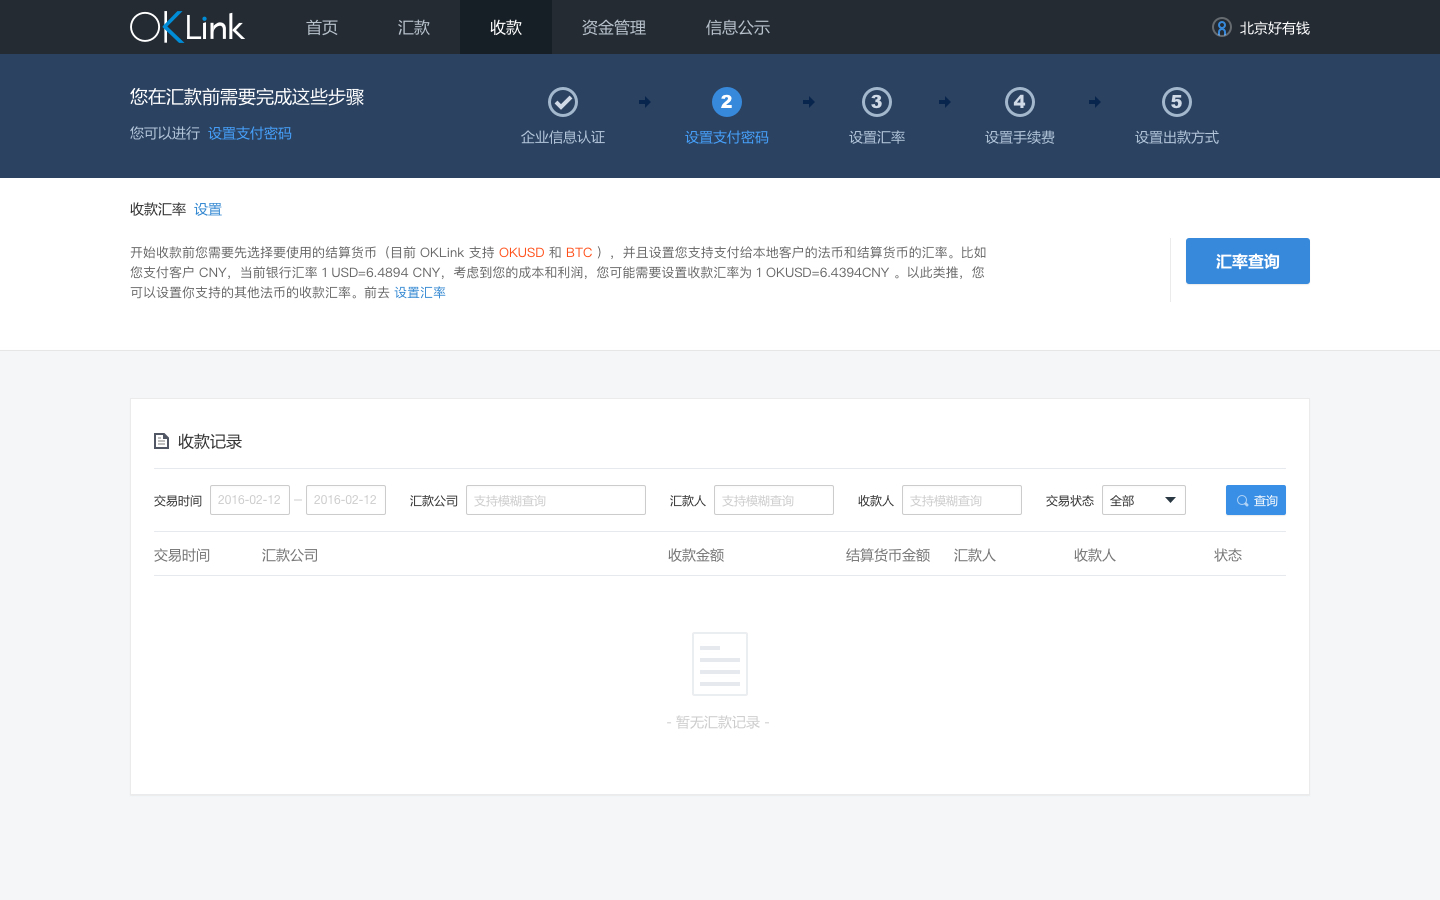 OKLink 首页 汇款 收款 资金管理 信息公示 北京好有钱
您在汇款前需要完成这些步骤
您可以进行 设置支付密码
2 3 4 5
企业信息认证 设置支付密码 设置汇率 设置手续费 设置出款方式
收款汇率 设置
开始收款前您需要先选择要使用的结算货币（目前 OKLink 支持 OKUSD 和 BTC ），并且设置您支持支付给本地客户的法币和结算货币的汇率。比如
您支付客户 CNY，当前银行汇率 1 USD=6.4894 CNY，考虑到您的成本和利润，您可能需要设置收款汇率为 1 OKUSD=6.4394CNY 。以此类推，您
可以设置你支持的其他法币的收款汇率。前去 设置汇率
汇率查询
收款记录
交易时间 2016-02-12 – 2016-02-12 汇款公司 支持模糊查询 汇款人 支持模糊查询 收款人 支持模糊查询 交易状态 全部 查询
交易时间 汇款公司 收款金额 结算货币金额 汇款人 收款人 状态
- 暂无汇款记录 -